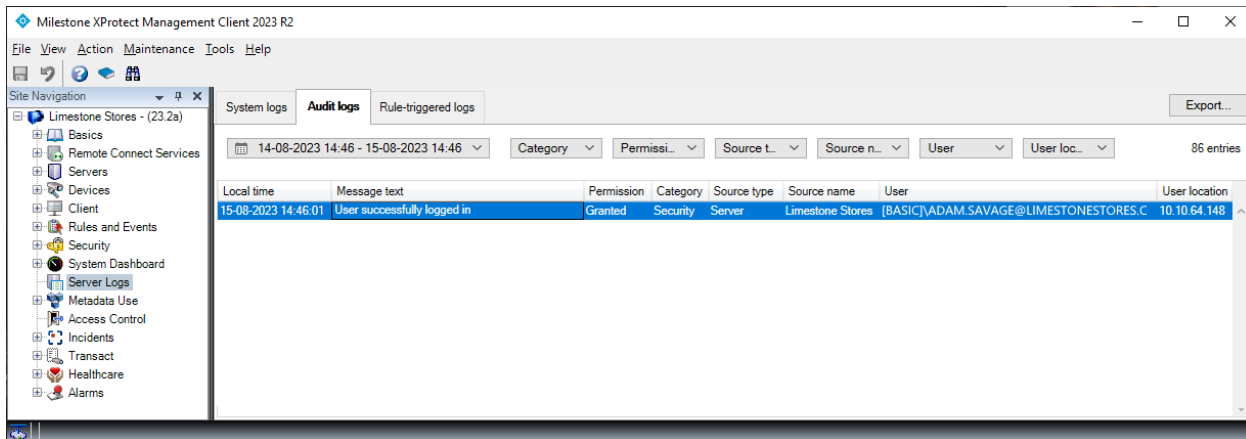 Milestone XProtect Management Client 2023 R2
File View Action Maintenance Tools Help
Site Navigation
Limestone Stores - (23.2a)
Basics
Remote Connect Services
Servers
Devices
Client
Rules and Events
Security
System Dashboard
Server Logs
Metadata Use
Access Control
Incidents
Transact
Healthcare
Alarms
System logs Audit logs Rule-triggered logs Export...
14-08-2023 14:46 - 15-08-2023 14:46 Category Permissi... Source t... Source n... User User loc... 86 entries
Local time Message text Permission Category Source type Source name User User location
15-08-2023 14:46:01 User successfully logged in Granted Security Server Limestone Stores [BASIC]\ADAM.SAVAGE@LIMESTONESTORES.C 10.10.64.148